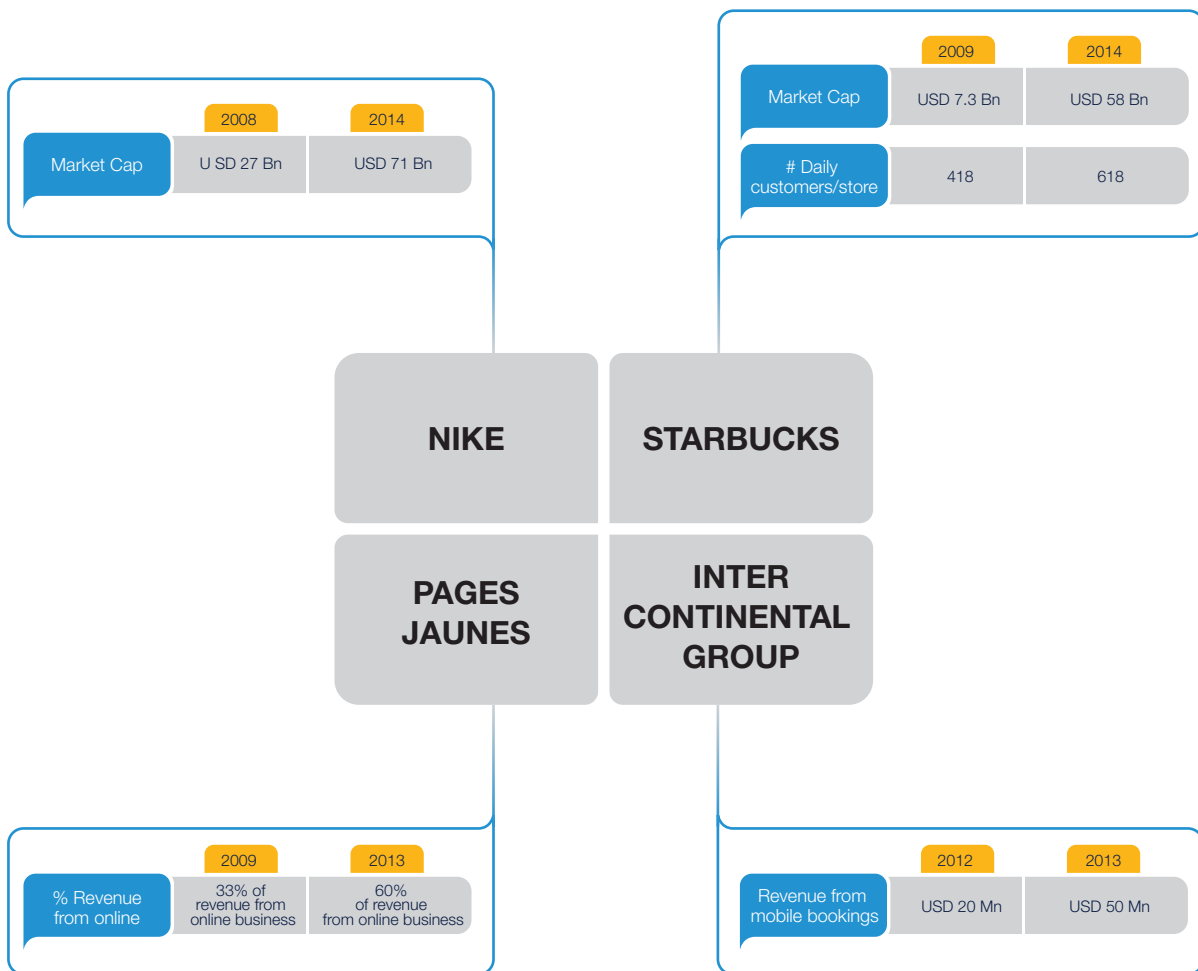 2008
2014
Market Cap
U SD 27 Bn
USD 71 Bn
2009
2014
Market Cap
USD 7.3 Bn
USD 58 Bn
# Daily
customers/store
418
618
NIKE
STARBUCKS
PAGES
JAUNES
INTER
CONTINENTAL
GROUP
2009
2013
% Revenue
from online
33% of
revenue from
online business
60%
of revenue
from online business
2012
2013
Revenue from
mobile bookings
USD 20 Mn
USD 50 Mn